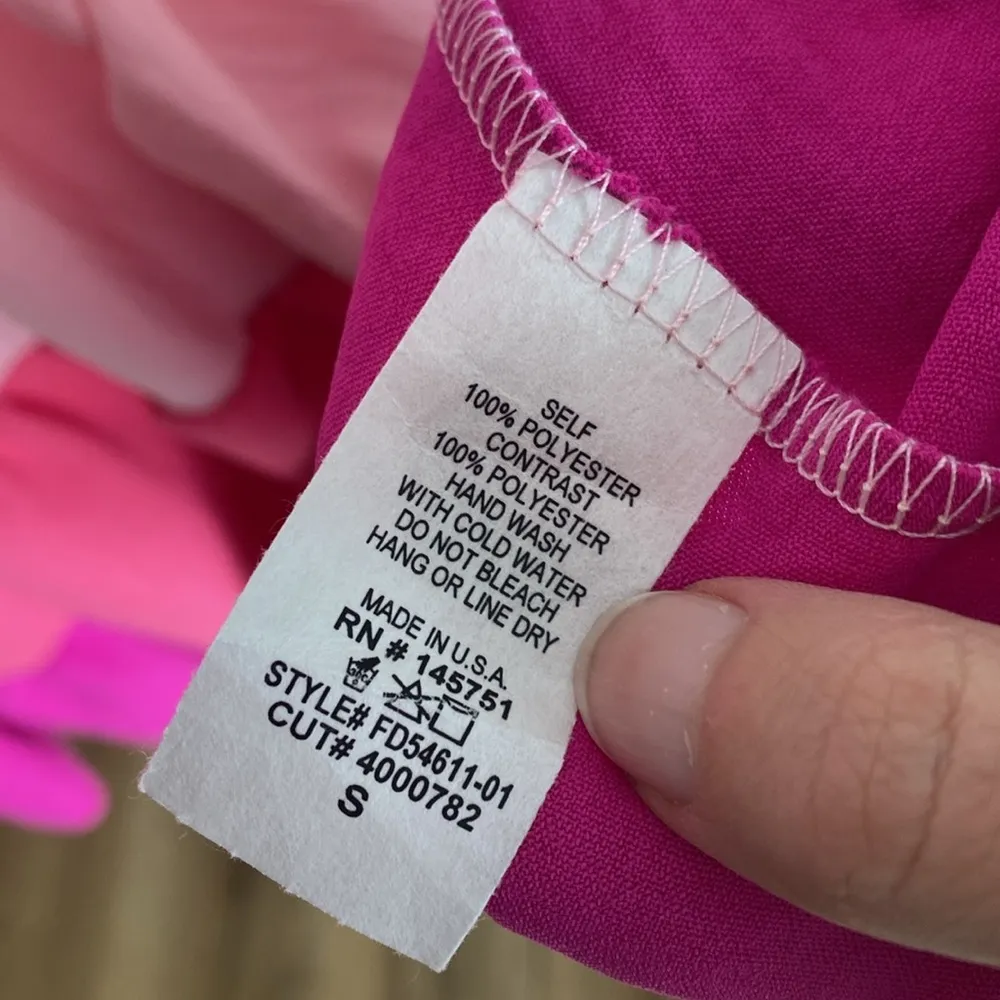 SELF
100% POLYESTER
CONTRAST
100% POLYESTER
HAND WASH
WITH COLD WATER
DO NOT BLEACH
HANG OR LINE DRY
MADE IN U.S.A.
RN # 145751
STYLE# FD54611-01
CUT# 4000782
S